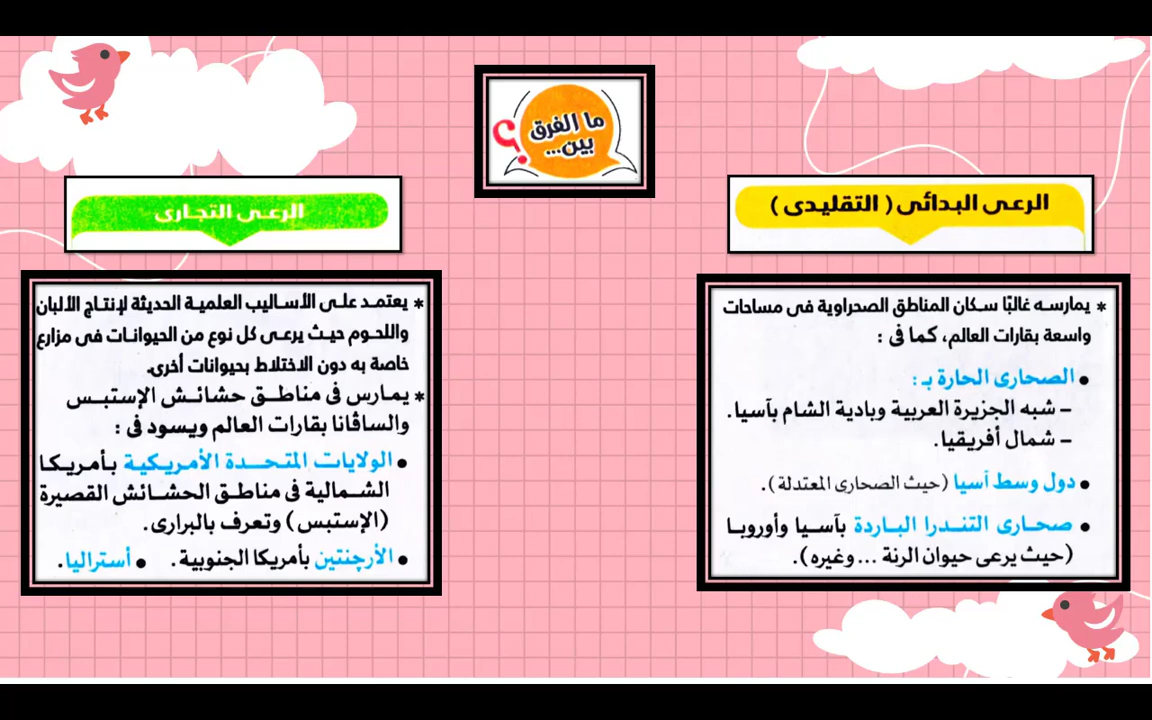 ما الفرق
بين...؟
الرعى البدائى (التقليدى)
* يمارسه غالبًا سكان المناطق الصحراوية فى مساحات
واسعة بقارات العالم، كما فى :
● الصحارى الحارة بـ :
– شبه الجزيرة العربية وبادية الشام بآسيا.
– شمال أفريقيا.
● دول وسط آسيا (حيث الصحارى المعتدلة).
● صحارى التندرا الباردة بآسيا وأوروبا
(حيث يرعى حيوان الرنة ... وغيره).
الرعى التجارى
* يعتمد على الأساليب العلمية الحديثة لإنتاج الألبان
واللحوم حيث يرعى كل نوع من الحيوانات فى مزارع
خاصة به دون الاختلاط بحيوانات أخرى.
* يمارس فى مناطق حشائش الإستبس
والساڤانا بقارات العالم ويسود فى :
● الولايات المتحدة الأمريكية بأمريكا
الشمالية فى مناطق الحشائش القصيرة
(الإستبس) وتعرف بالبرارى.
● الأرچنتين بأمريكا الجنوبية. ● أستراليا.